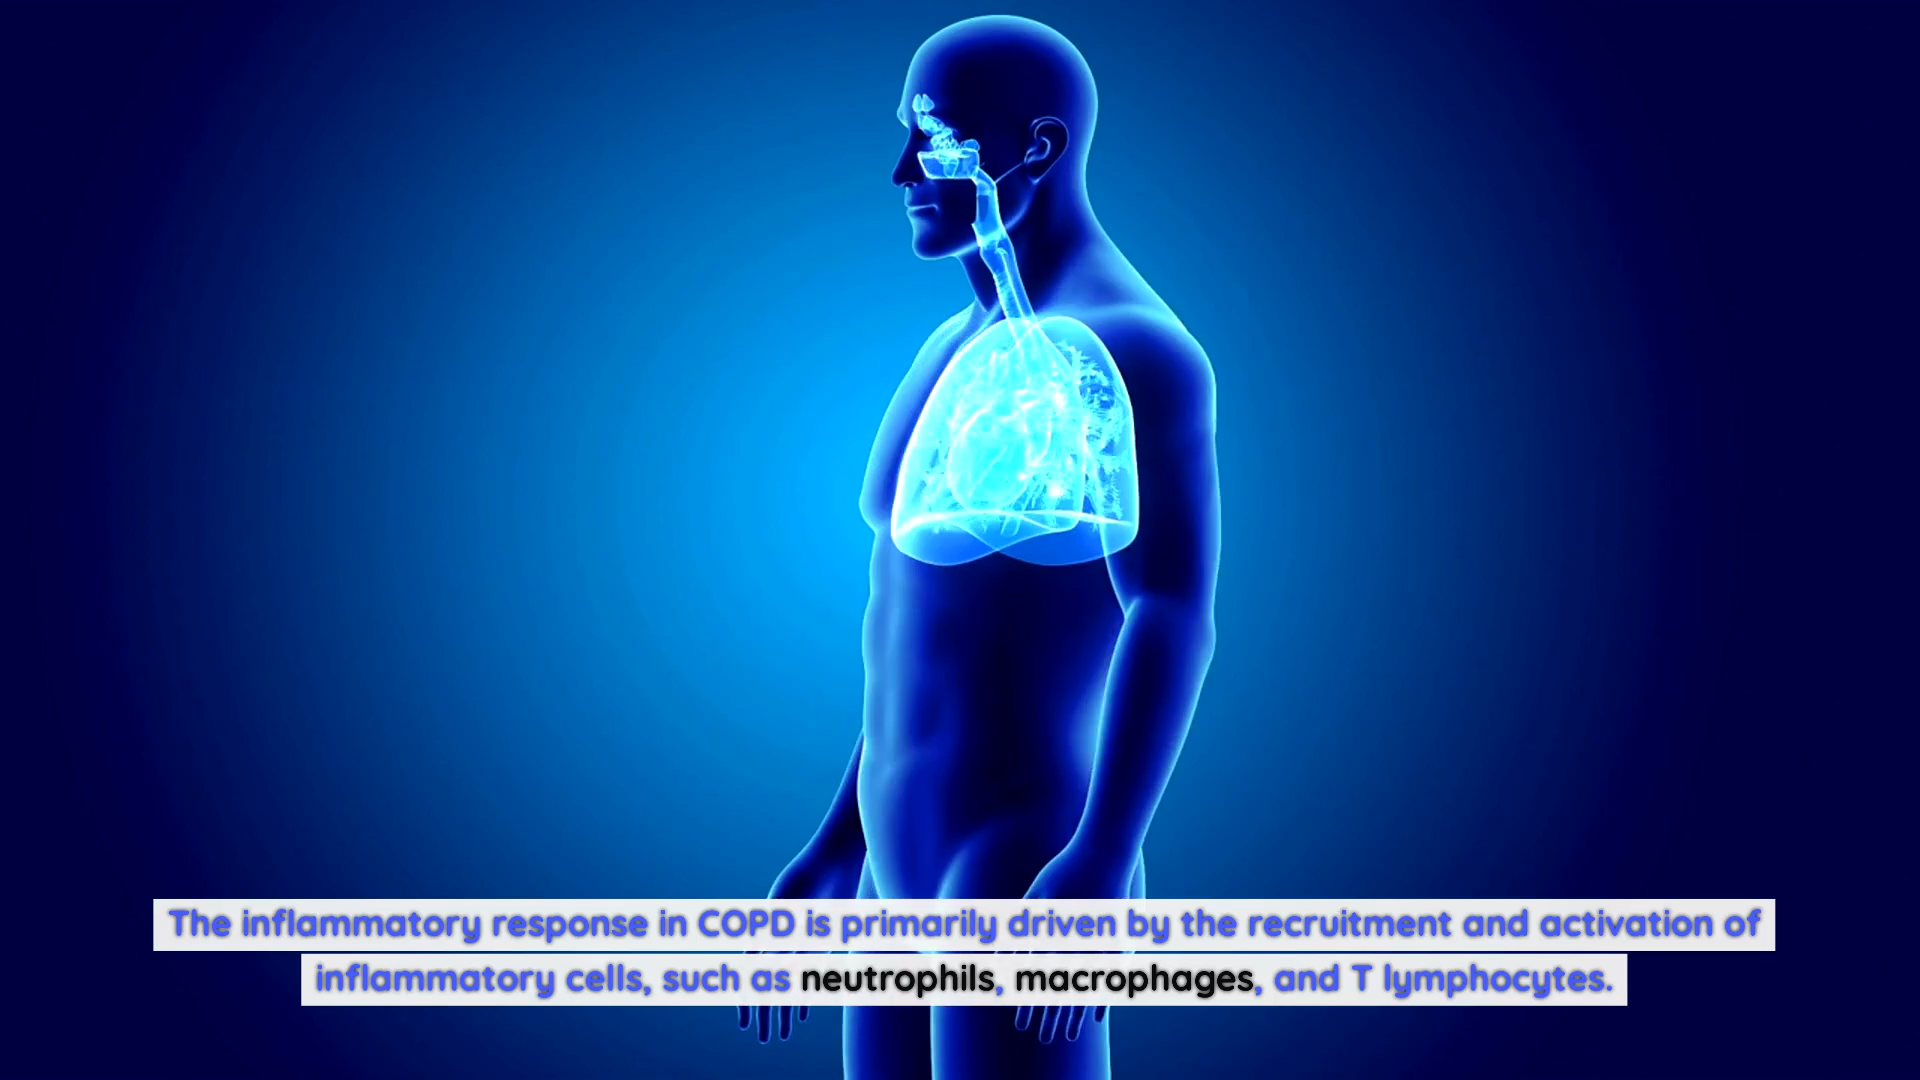 The inflammatory response in COPD is primarily driven by the recruitment and activation of
inflammatory cells, such as neutrophils, macrophages, and T lymphocytes.